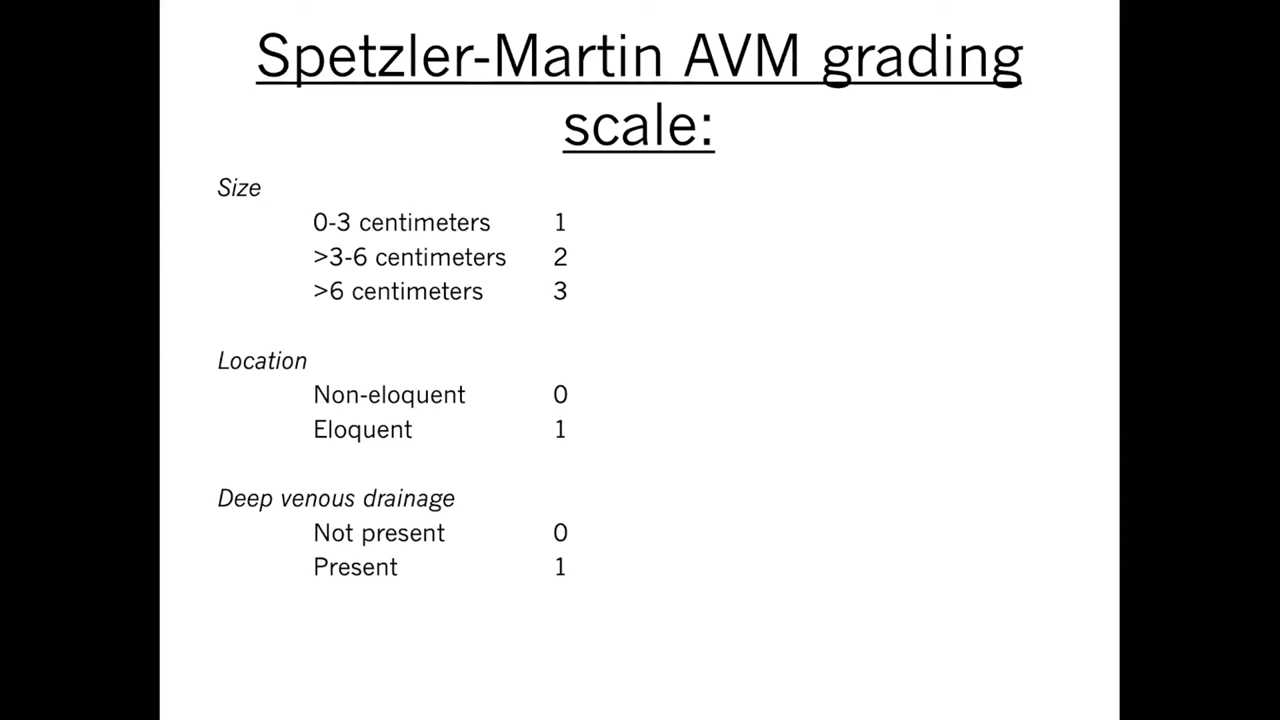 Spetzler-Martin AVM grading
scale:
Size
0-3 centimeters 1
>3-6 centimeters 2
>6 centimeters 3
Location
Non-eloquent 0
Eloquent 1
Deep venous drainage
Not present 0
Present 1